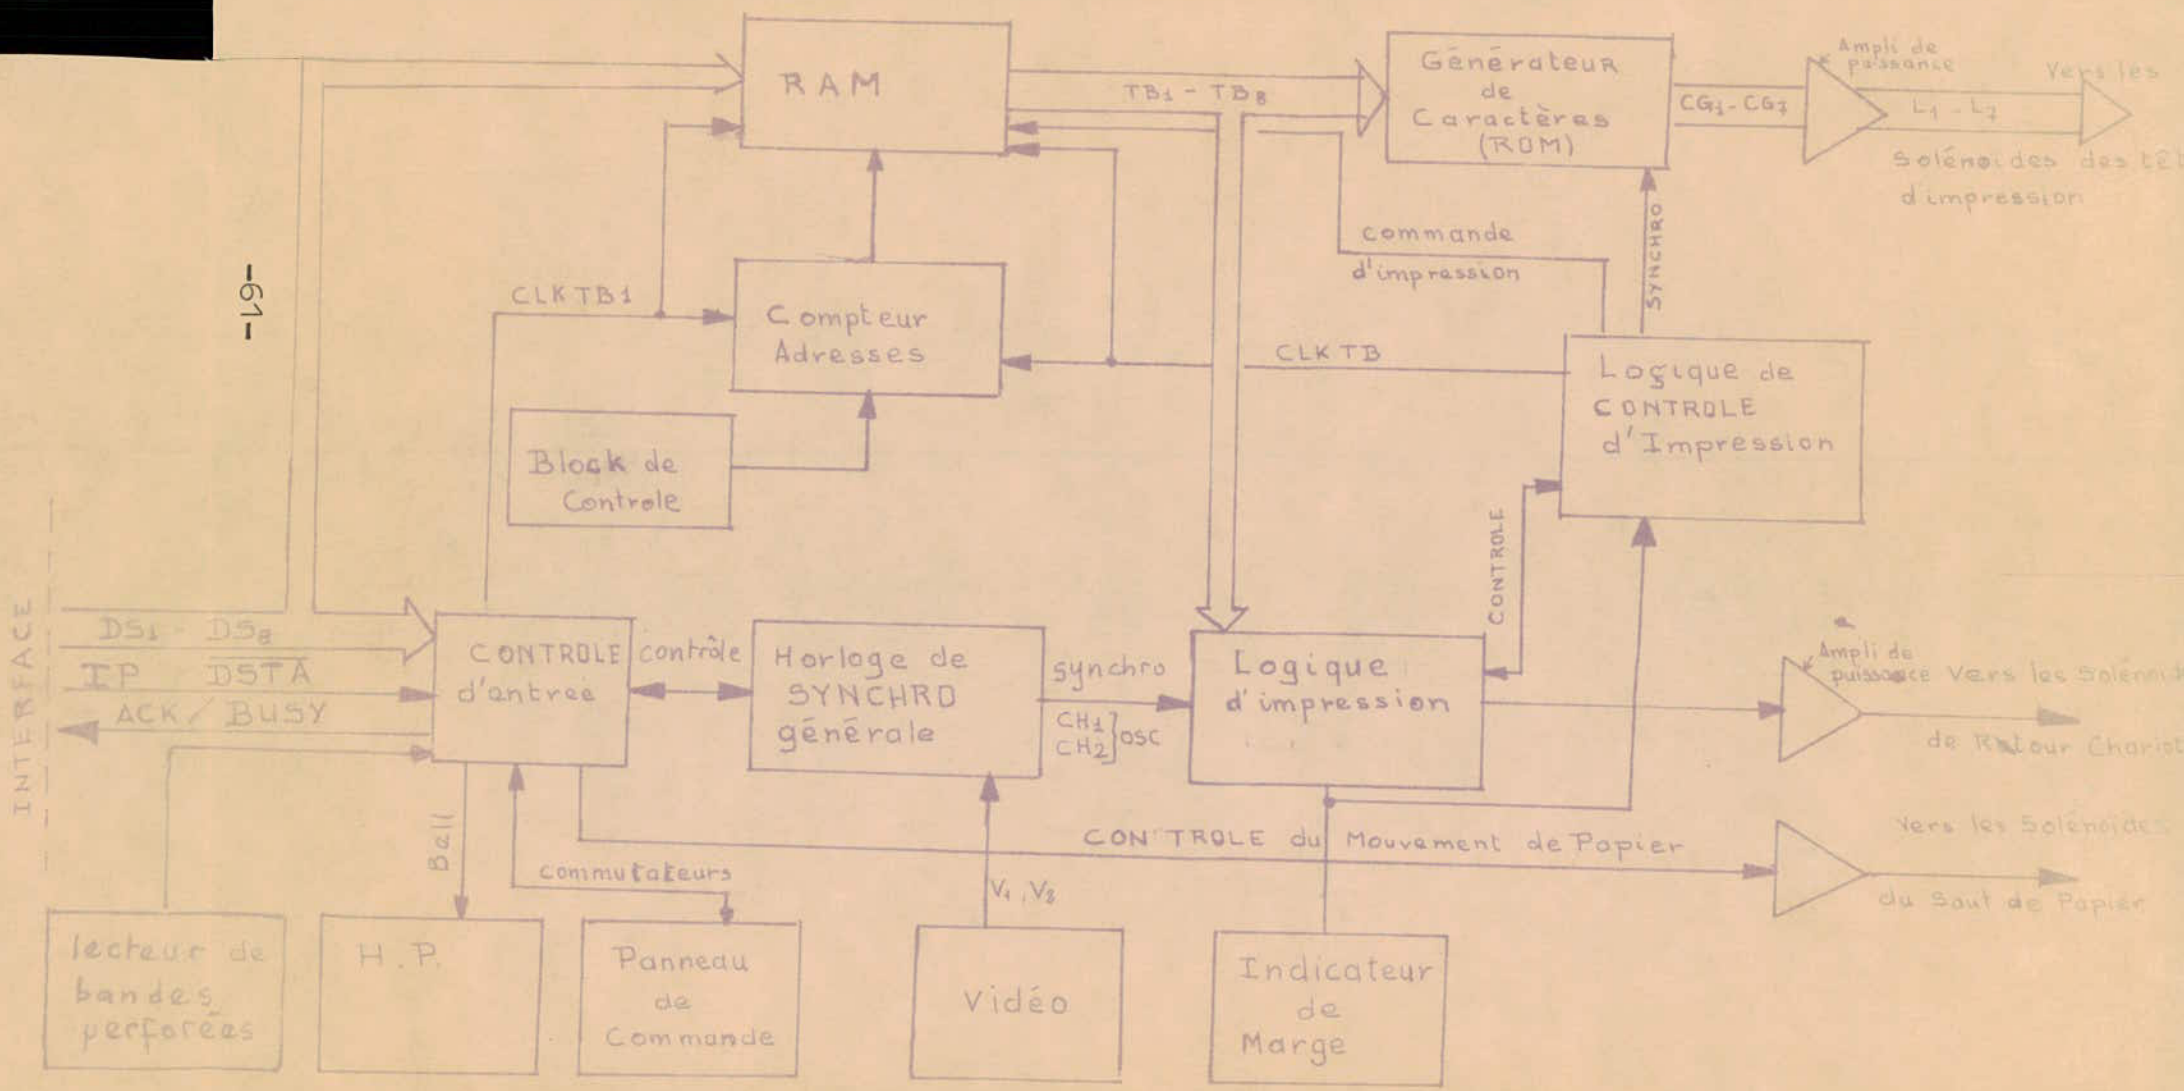 RAM
TB1 - TB8
Générateur
de
Caractères
(ROM)
CG1-CG7
Ampli de
puissance
Vers les
L1 - L7
Solénoides des
d'impression
-61-
commande
d'impression
SYNCHRO
CLKTB1
Compteur
Adresses
CLKTB
Logique de
CONTROLE
d'Impression
Block de
Controle
CONTROLE
INTERFACE
DS1 - DS8
IP DSTA
ACK / BUSY
CONTROLE
d'entrée
contrôle
Horloge de
SYNCHRO
générale
synchro
CH1
CH2
OSC
Logique
d'impression
Ampli de
puissance Vers les
de Retour Chariot
Bell
commutateurs
CONTROLE du Mouvement de Papier
Vers les Solénoides
du Saut de Papier
lecteur de
bandes
perforées
H.P.
Panneau
de
Commande
V1, V2
Vidéo
Indicateur
de
Marge